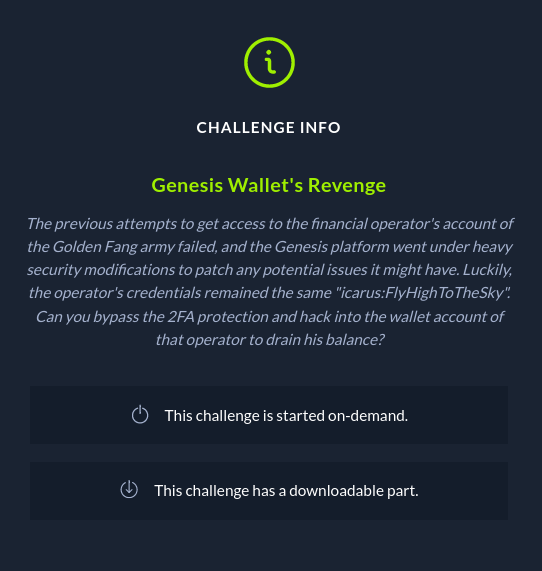 CHALLENGE INFO
Genesis Wallet's Revenge
The previous attempts to get access to the financial operator's account of
the Golden Fang army failed, and the Genesis platform went under heavy
security modifications to patch any potential issues it might have. Luckily,
the operator's credentials remained the same "icarus:FlyHighToTheSky".
Can you bypass the 2FA protection and hack into the wallet account of
that operator to drain his balance?
This challenge is started on-demand.
This challenge has a downloadable part.